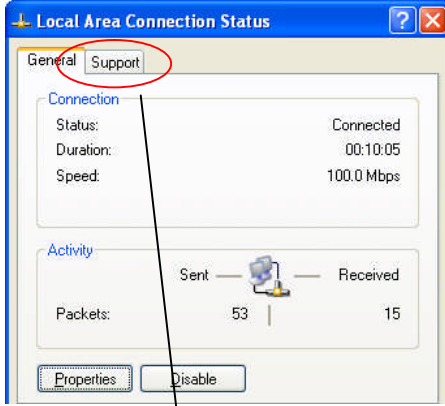 Local Area Connection Status
General Support
Connection
Status: Connected
Duration: 00:10:05
Speed: 100.0 Mbps
Activity
Sent Received
Packets: 53 15
Properties Disable